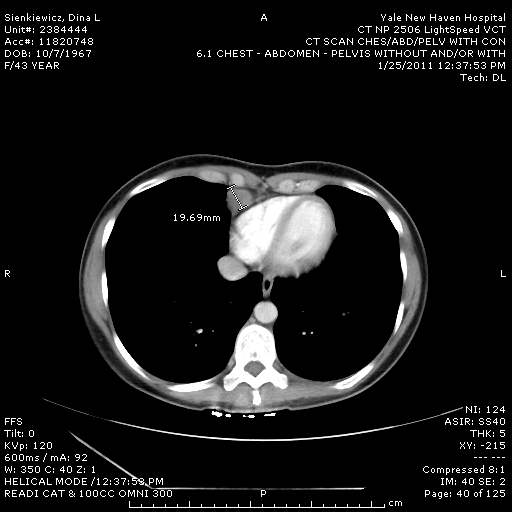 Sienkiewicz, Dina L
Unit#: 2384444
Acc#: 11820748
DOB: 10/7/1967
F/43 YEAR
A
Yale New Haven Hospital
CT NP 2506 LightSpeed VCT
CT SCAN CHES/ABD/PELV WITH CON
6.1 CHEST - ABDOMEN - PELVIS WITHOUT AND/OR WITH
1/25/2011 12:37:53 PM
Tech: DL
19.69mm
R
L
FFS
Tilt: 0
KVp: 120
600ms / mA: 92
W: 350 C: 40 Z: 1
HELICAL MODE /12:37:53 PM
READI CAT & 100CC OMNI 300
P
cm
NI: 124
ASIR: SS40
THK: 5
XY: -215
--- ---
Compressed 8:1
IM: 40 SE: 2
Page: 40 of 125